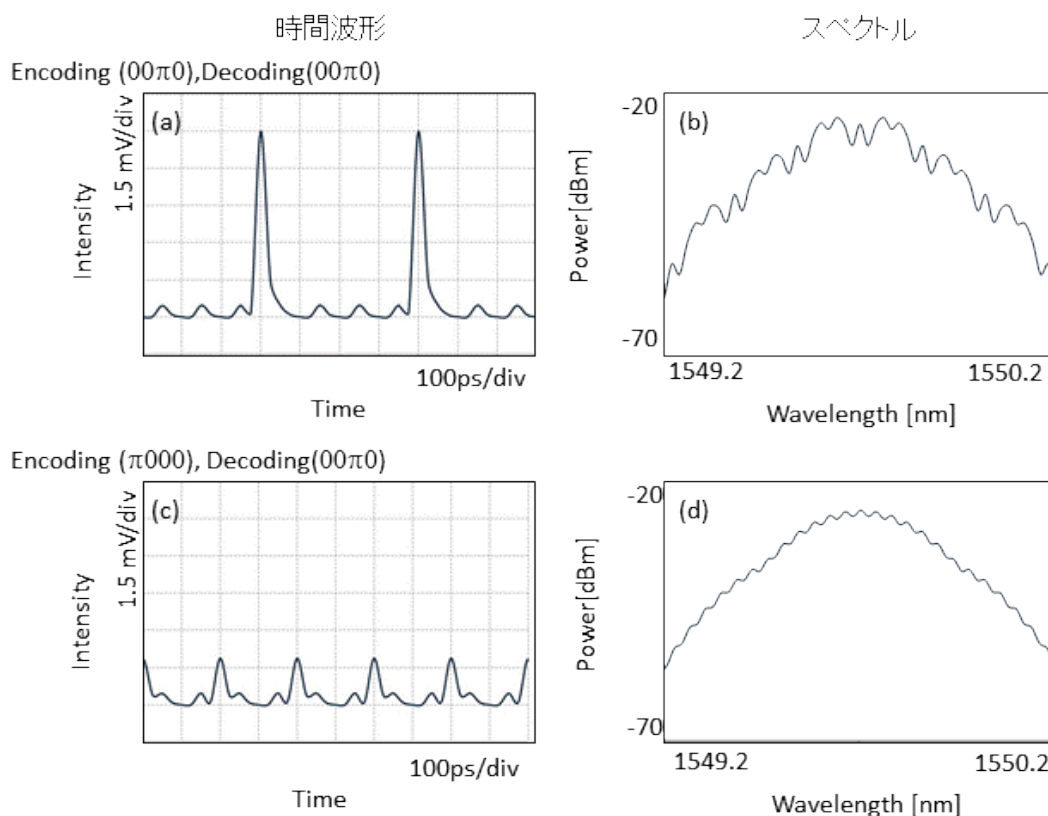 時間波形
スペクトル
Encoding (00π0),Decoding(00π0)
(a)
Intensity
1.5 mV/div
100ps/div
Time
(b)
-20
Power[dBm]
-70
1549.2
1550.2
Wavelength [nm]
Encoding (π000), Decoding(00π0)
(c)
Intensity
1.5 mV/div
100ps/div
Time
(d)
-20
Power[dBm]
-70
1549.2
1550.2
Wavelength [nm]